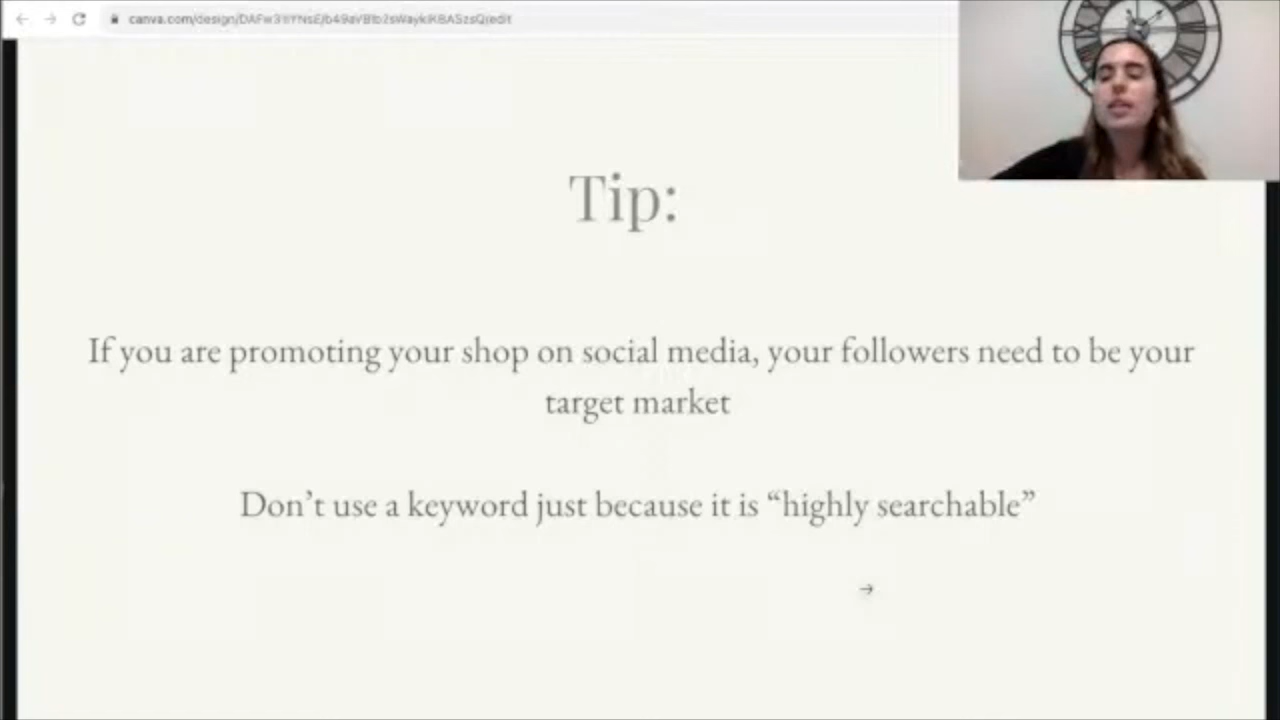 Tip:
If you are promoting your shop on social media, your followers need to be your
target market
Don’t use a keyword just because it is “highly searchable”